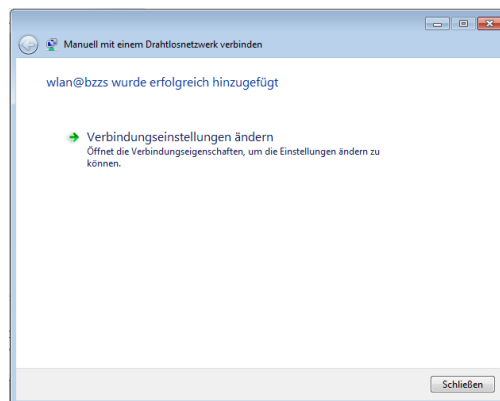 Manuell mit einem Drahtlosnetzwerk verbinden
wlan@bzzs wurde erfolgreich hinzugefügt
Verbindungseinstellungen ändern
Öffnet die Verbindungseigenschaften, um die Einstellungen ändern zu
können.
Schließen